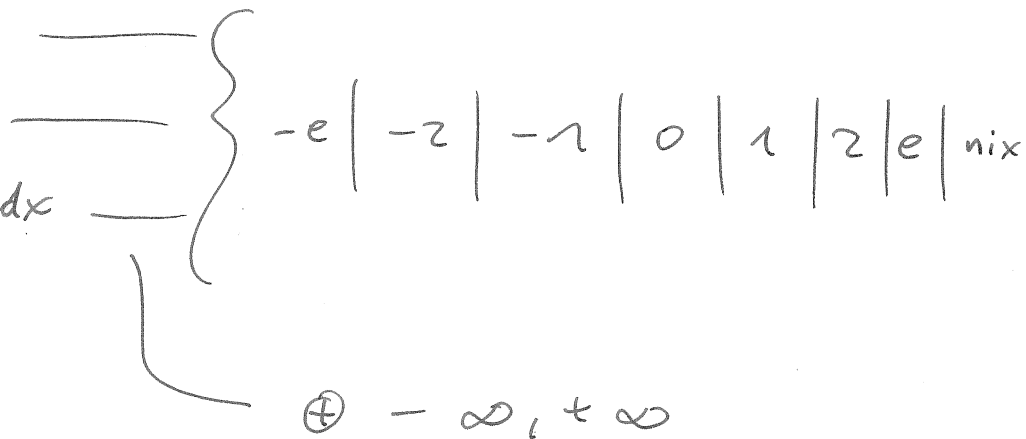 -e | -2 | -1 | 0 | 1 | 2 | e | nix
dx
⊕ - ∞, + ∞